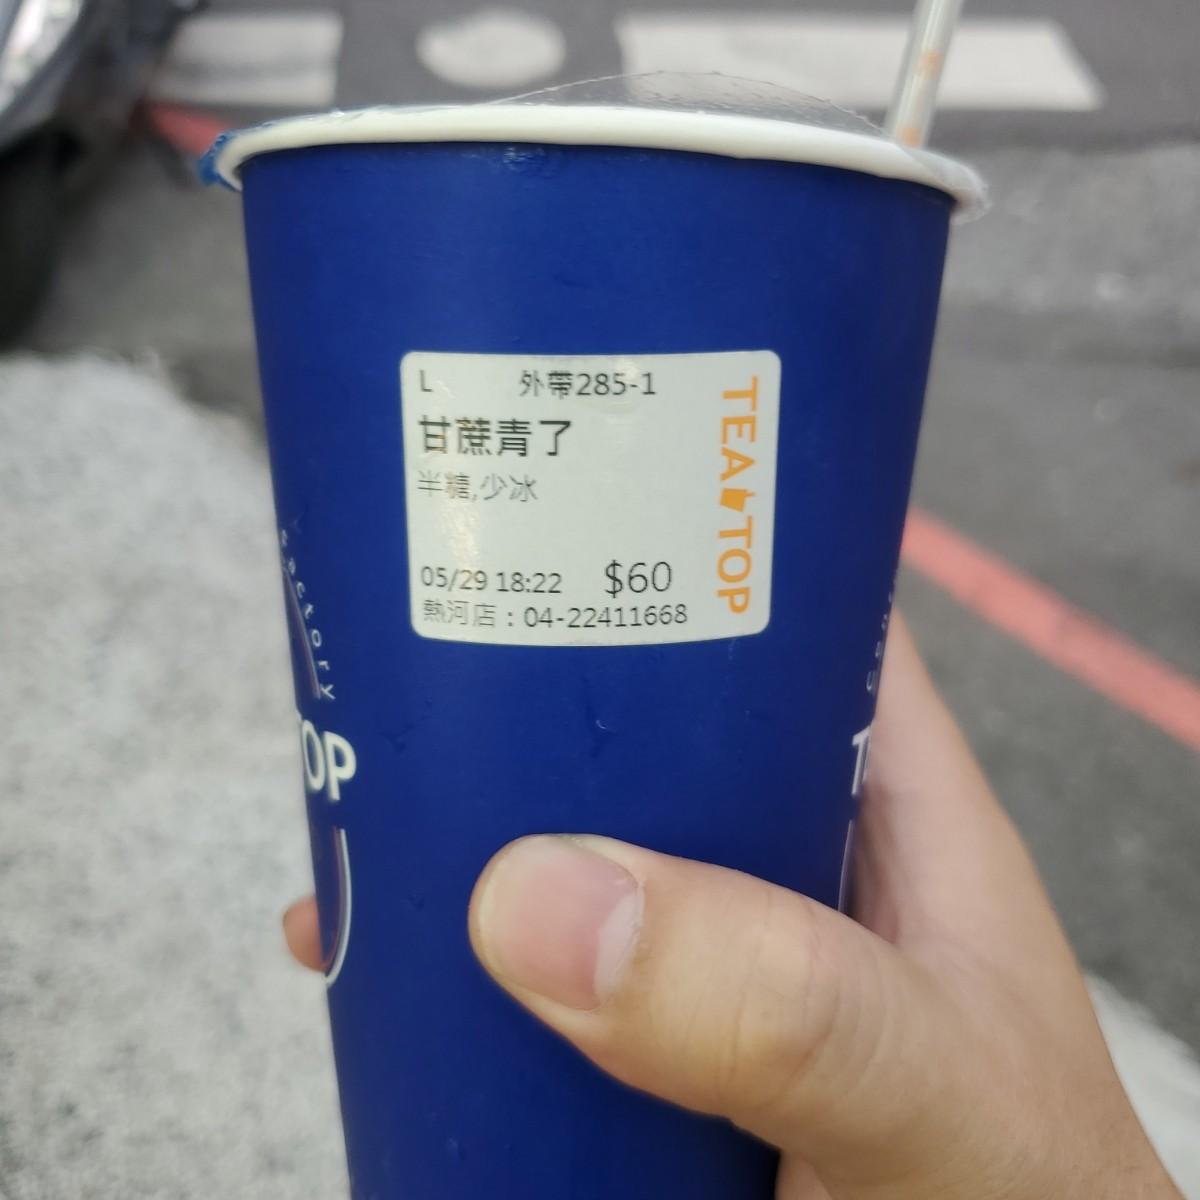 L 外帶285-1
甘蔗青了
半糖,少冰
05/29 18:22 $60
熱河店：04-22411668
TEA TOP
Factory
TOP
T